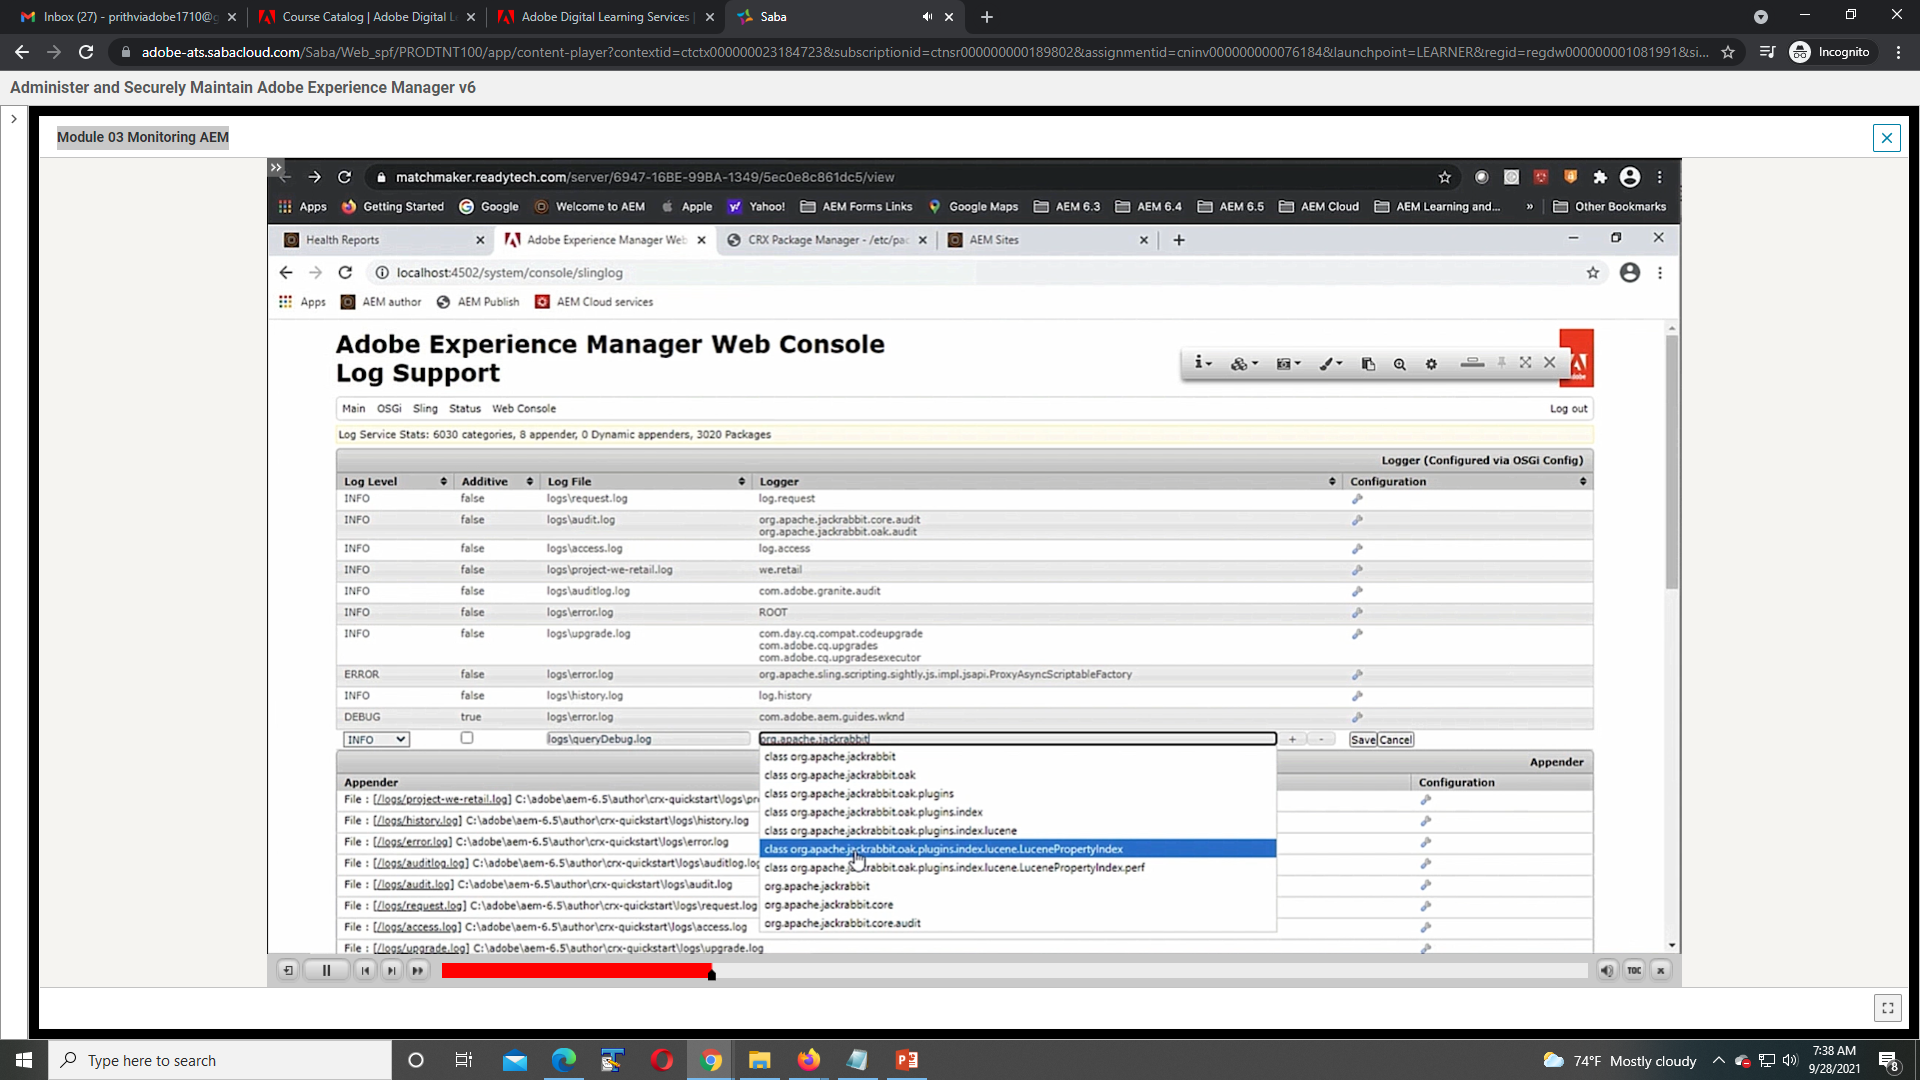 Inbox (27) - prithviadobe1710@g
Course Catalog | Adobe Digital L
Adobe Digital Learning Services |
Saba
adobe-ats.sabacloud.com/Saba/Web_spf/PRODTNT100/app/content-player?contextid=ctctx000000023184723&subscriptionid=ctnsr0000000000189802&assignmentid=cninv000000000076184&launchpoint=LEARNER&regid=regdw000000001081991&si...
Incognito
Administer and Securely Maintain Adobe Experience Manager v6
Module 03 Monitoring AEM
matchmaker.readytech.com/server/6947-16BE-99BA-1349/5ec0e8c861dc5/view
Apps Getting Started Google Welcome to AEM Apple Yahoo! AEM Forms Links Google Maps AEM 6.3 AEM 6.4 AEM 6.5 AEM Cloud AEM Learning and... » Other Bookmarks
Health Reports
Adobe Experience Manager Web
CRX Package Manager - /etc/pac
AEM Sites
localhost:4502/system/console/slinglog
Apps AEM author AEM Publish AEM Cloud services
Adobe Experience Manager Web Console
Log Support
Main OSGi Sling Status Web Console Log out
Log Service Stats: 6030 categories, 8 appender, 0 Dynamic appenders, 3020 Packages
Logger (Configured via OSGi Config)
Log Level Additive Log File Logger Configuration
INFO false logs\request.log log.request
INFO false logs\audit.log org.apache.jackrabbit.core.audit
org.apache.jackrabbit.oak.audit
INFO false logs\access.log log.access
INFO false logs\project-we-retail.log we.retail
INFO false logs\auditlog.log com.adobe.granite.audit
INFO false logs\error.log ROOT
INFO false logs\upgrade.log com.day.cq.compat.codeupgrade
com.adobe.cq.upgrades
com.adobe.cq.upgradesexecutor
ERROR false logs\error.log org.apache.sling.scripting.sightly.js.impl.jsapi.ProxyAsyncScriptableFactory
INFO false logs\history.log log.history
DEBUG true logs\error.log com.adobe.aem.guides.wknd
INFO logs\queryDebug.log org.apache.jackrabbit + - Save Cancel
class org.apache.jackrabbit
class org.apache.jackrabbit.oak
class org.apache.jackrabbit.oak.plugins
class org.apache.jackrabbit.oak.plugins.index
class org.apache.jackrabbit.oak.plugins.index.lucene
class org.apache.jackrabbit.oak.plugins.index.lucene.LucenePropertyIndex
class org.apache.jackrabbit.oak.plugins.index.lucene.LucenePropertyIndex.perf
org.apache.jackrabbit
org.apache.jackrabbit.core
org.apache.jackrabbit.core.audit
Appender
Appender Configuration
File : [/logs/project-we-retail.log] C:\adobe\aem-6.5\author\crx-quickstart\logs\pr
File : [/logs/history.log] C:\adobe\aem-6.5\author\crx-quickstart\logs\history.log
File : [/logs/error.log] C:\adobe\aem-6.5\author\crx-quickstart\logs\error.log
File : [/logs/auditlog.log] C:\adobe\aem-6.5\author\crx-quickstart\logs\auditlog.log
File : [/logs/audit.log] C:\adobe\aem-6.5\author\crx-quickstart\logs\audit.log
File : [/logs/request.log] C:\adobe\aem-6.5\author\crx-quickstart\logs\request.log
File : [/logs/access.log] C:\adobe\aem-6.5\author\crx-quickstart\logs\access.log
File : [/logs/upgrade.log] C:\adobe\aem-6.5\author\crx-quickstart\logs\upgrade.log
TOC
Type here to search
74°F Mostly cloudy
7:38 AM
9/28/2021
8